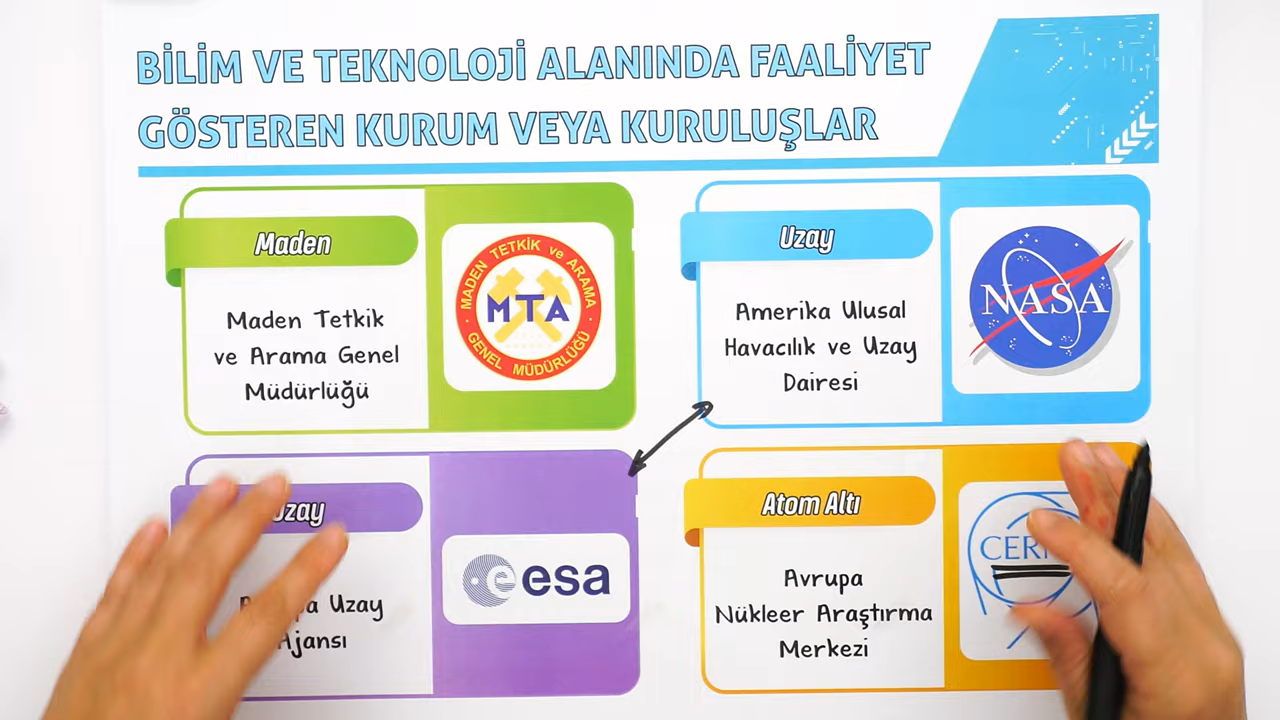 BİLİM VE TEKNOLOJİ ALANINDA FAALİYET
GÖSTEREN KURUM VEYA KURULUŞLAR
Maden
Maden Tetkik
ve Arama Genel
Müdürlüğü
MADEN TETKİK ve ARAMA
MTA
GENEL MÜDÜRLÜĞÜ
Uzay
Amerika Ulusal
Havacılık ve Uzay
Dairesi
NASA
Uzay
Ajansı
esa
Atom Altı
Avrupa
Nükleer Araştırma
Merkezi